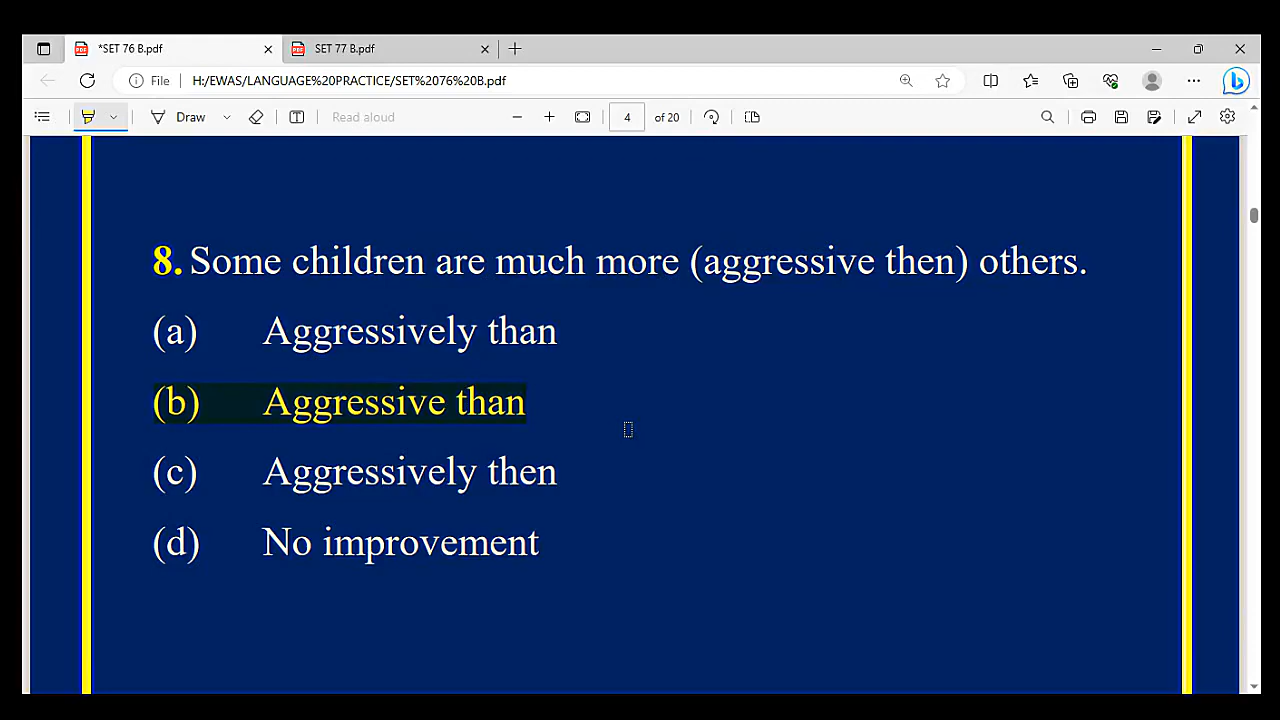 *SET 76 B.pdf
SET 77 B.pdf
File
H:/EWAS/LANGUAGE%20PRACTICE/SET%2076%20B.pdf
Draw
Read aloud
4 of 20
8. Some children are much more (aggressive then) others.
(a) Aggressively than
(b) Aggressive than
(c) Aggressively then
(d) No improvement